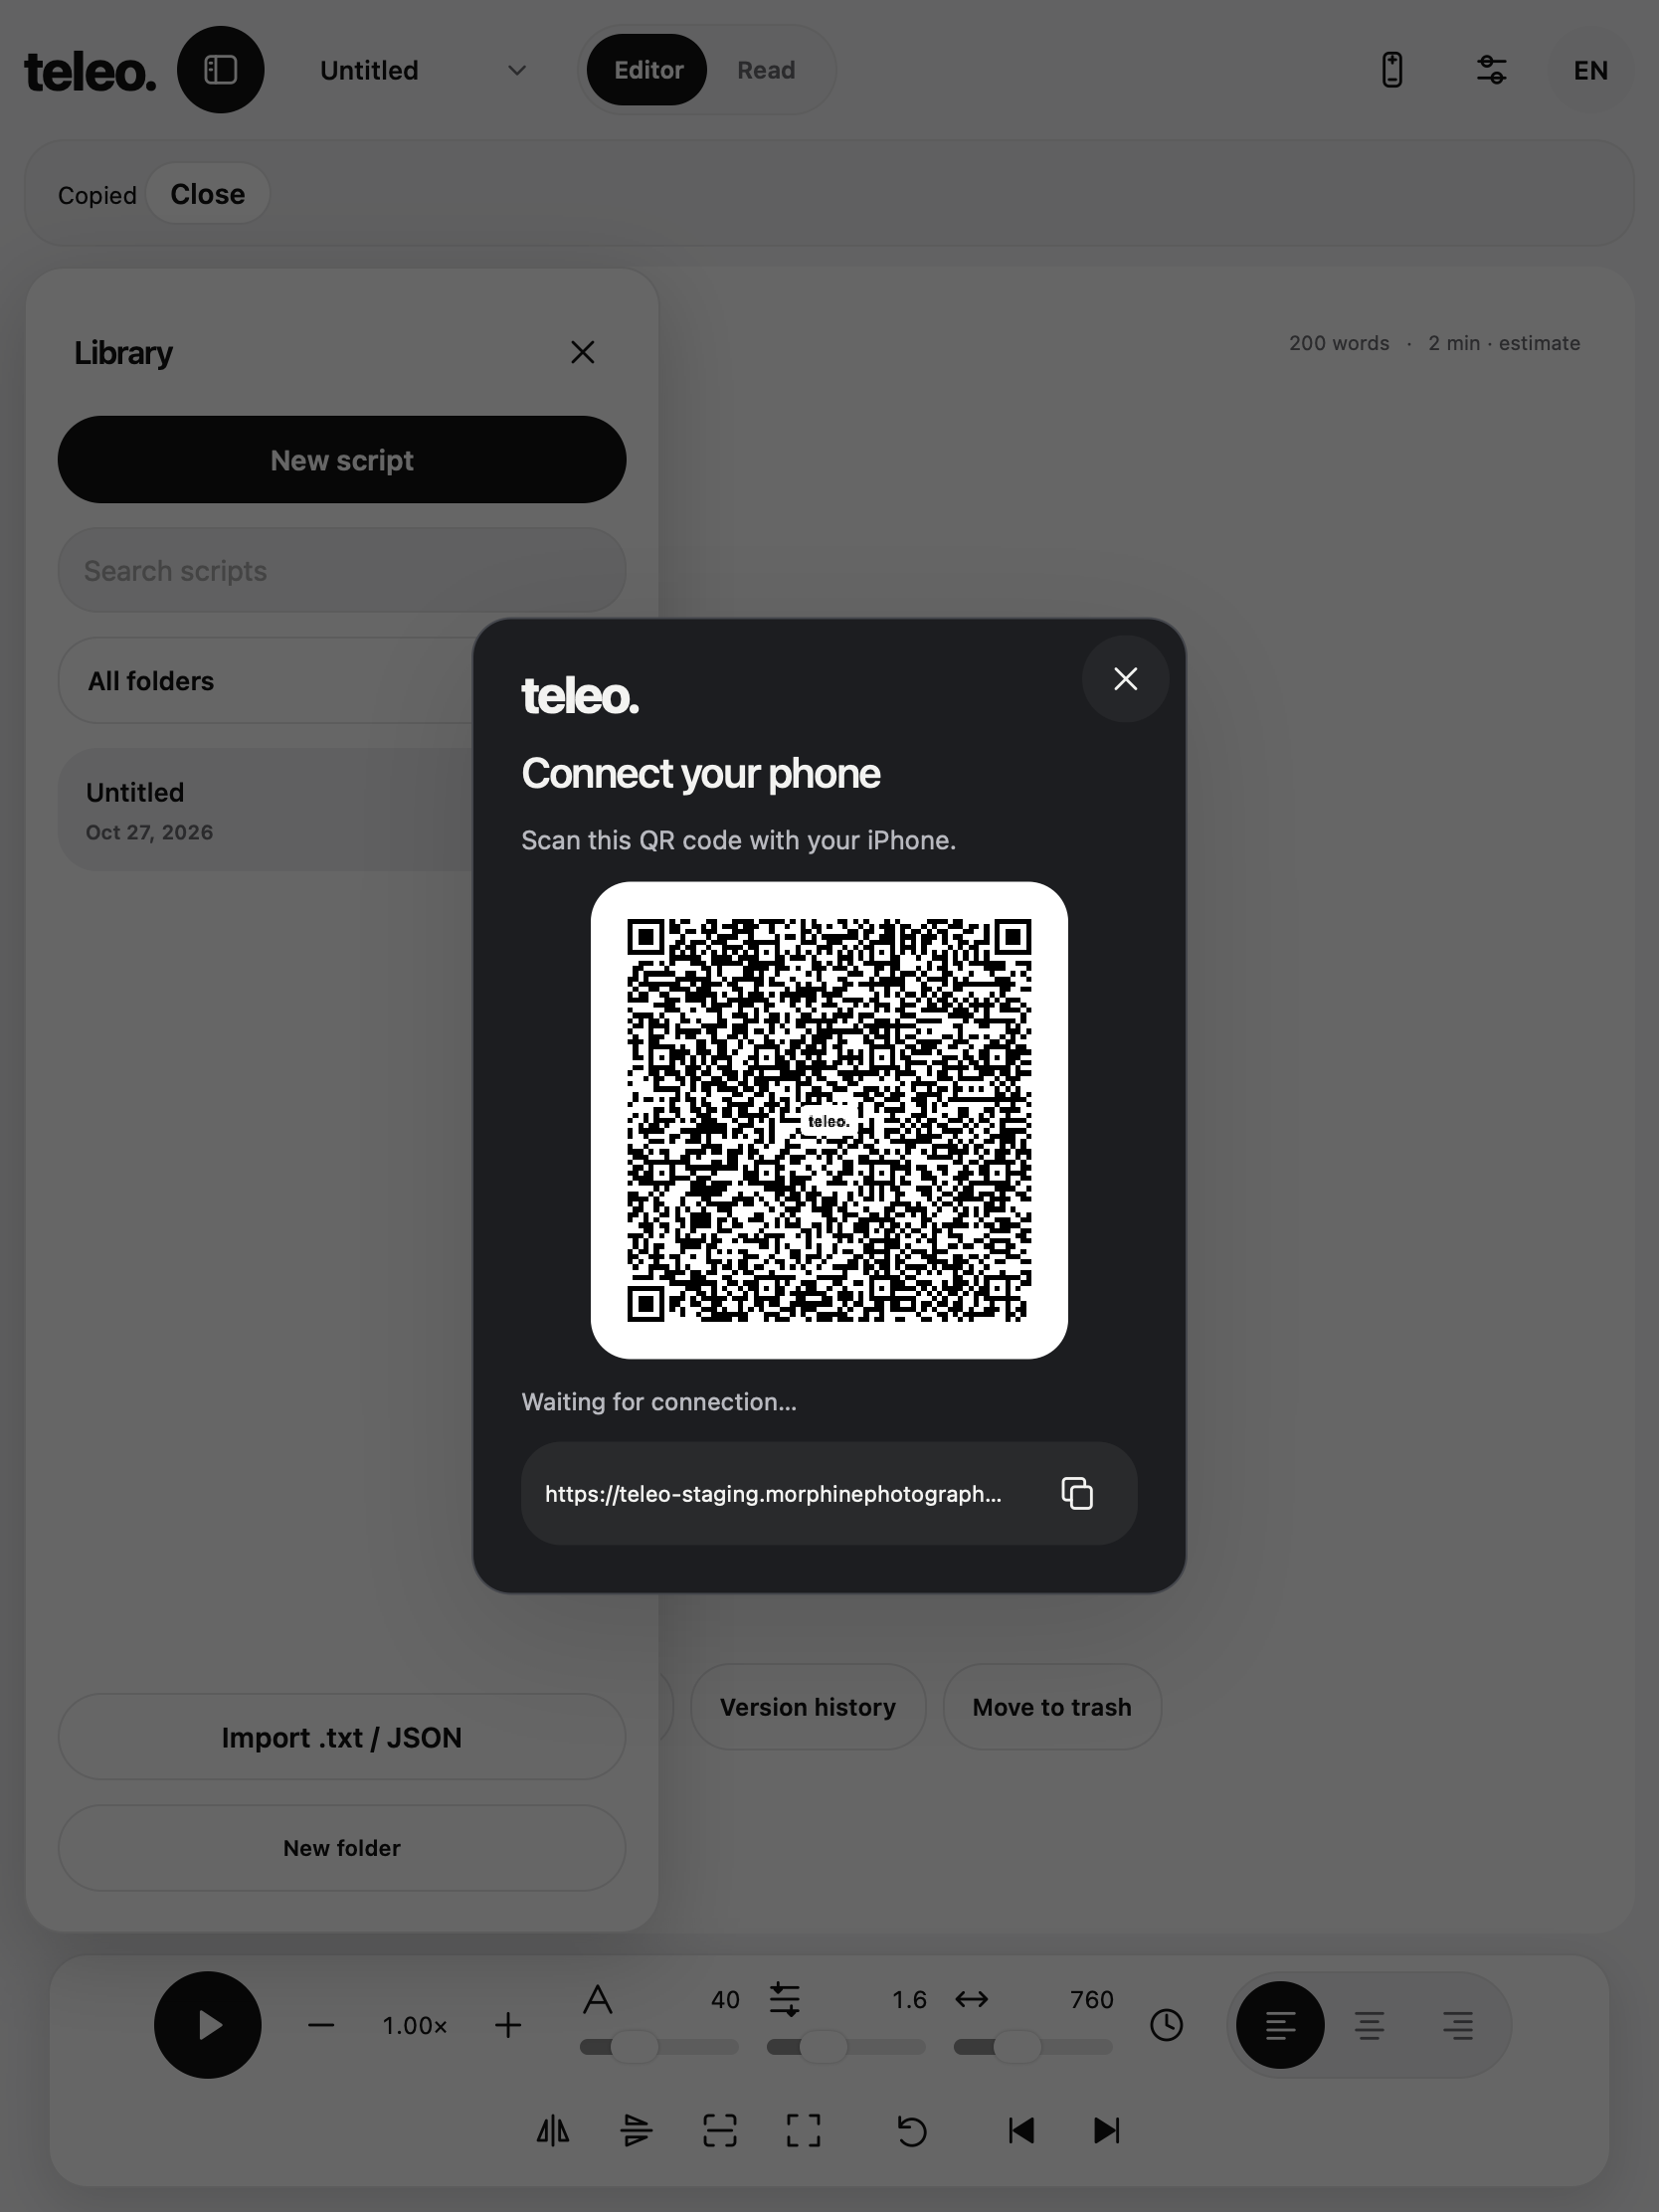 teleo.
Untitled
Editor
Read
EN
Copied
Close
Library
200 words · 2 min · estimate
New script
Search scripts
All folders
Untitled
Oct 27, 2026
teleo.
Connect your phone
Scan this QR code with your iPhone.
teleo.
Waiting for connection...
https://teleo-staging.morphinephotograph...
Version history
Move to trash
Import .txt / JSON
New folder
1.00×
40
1.6
760